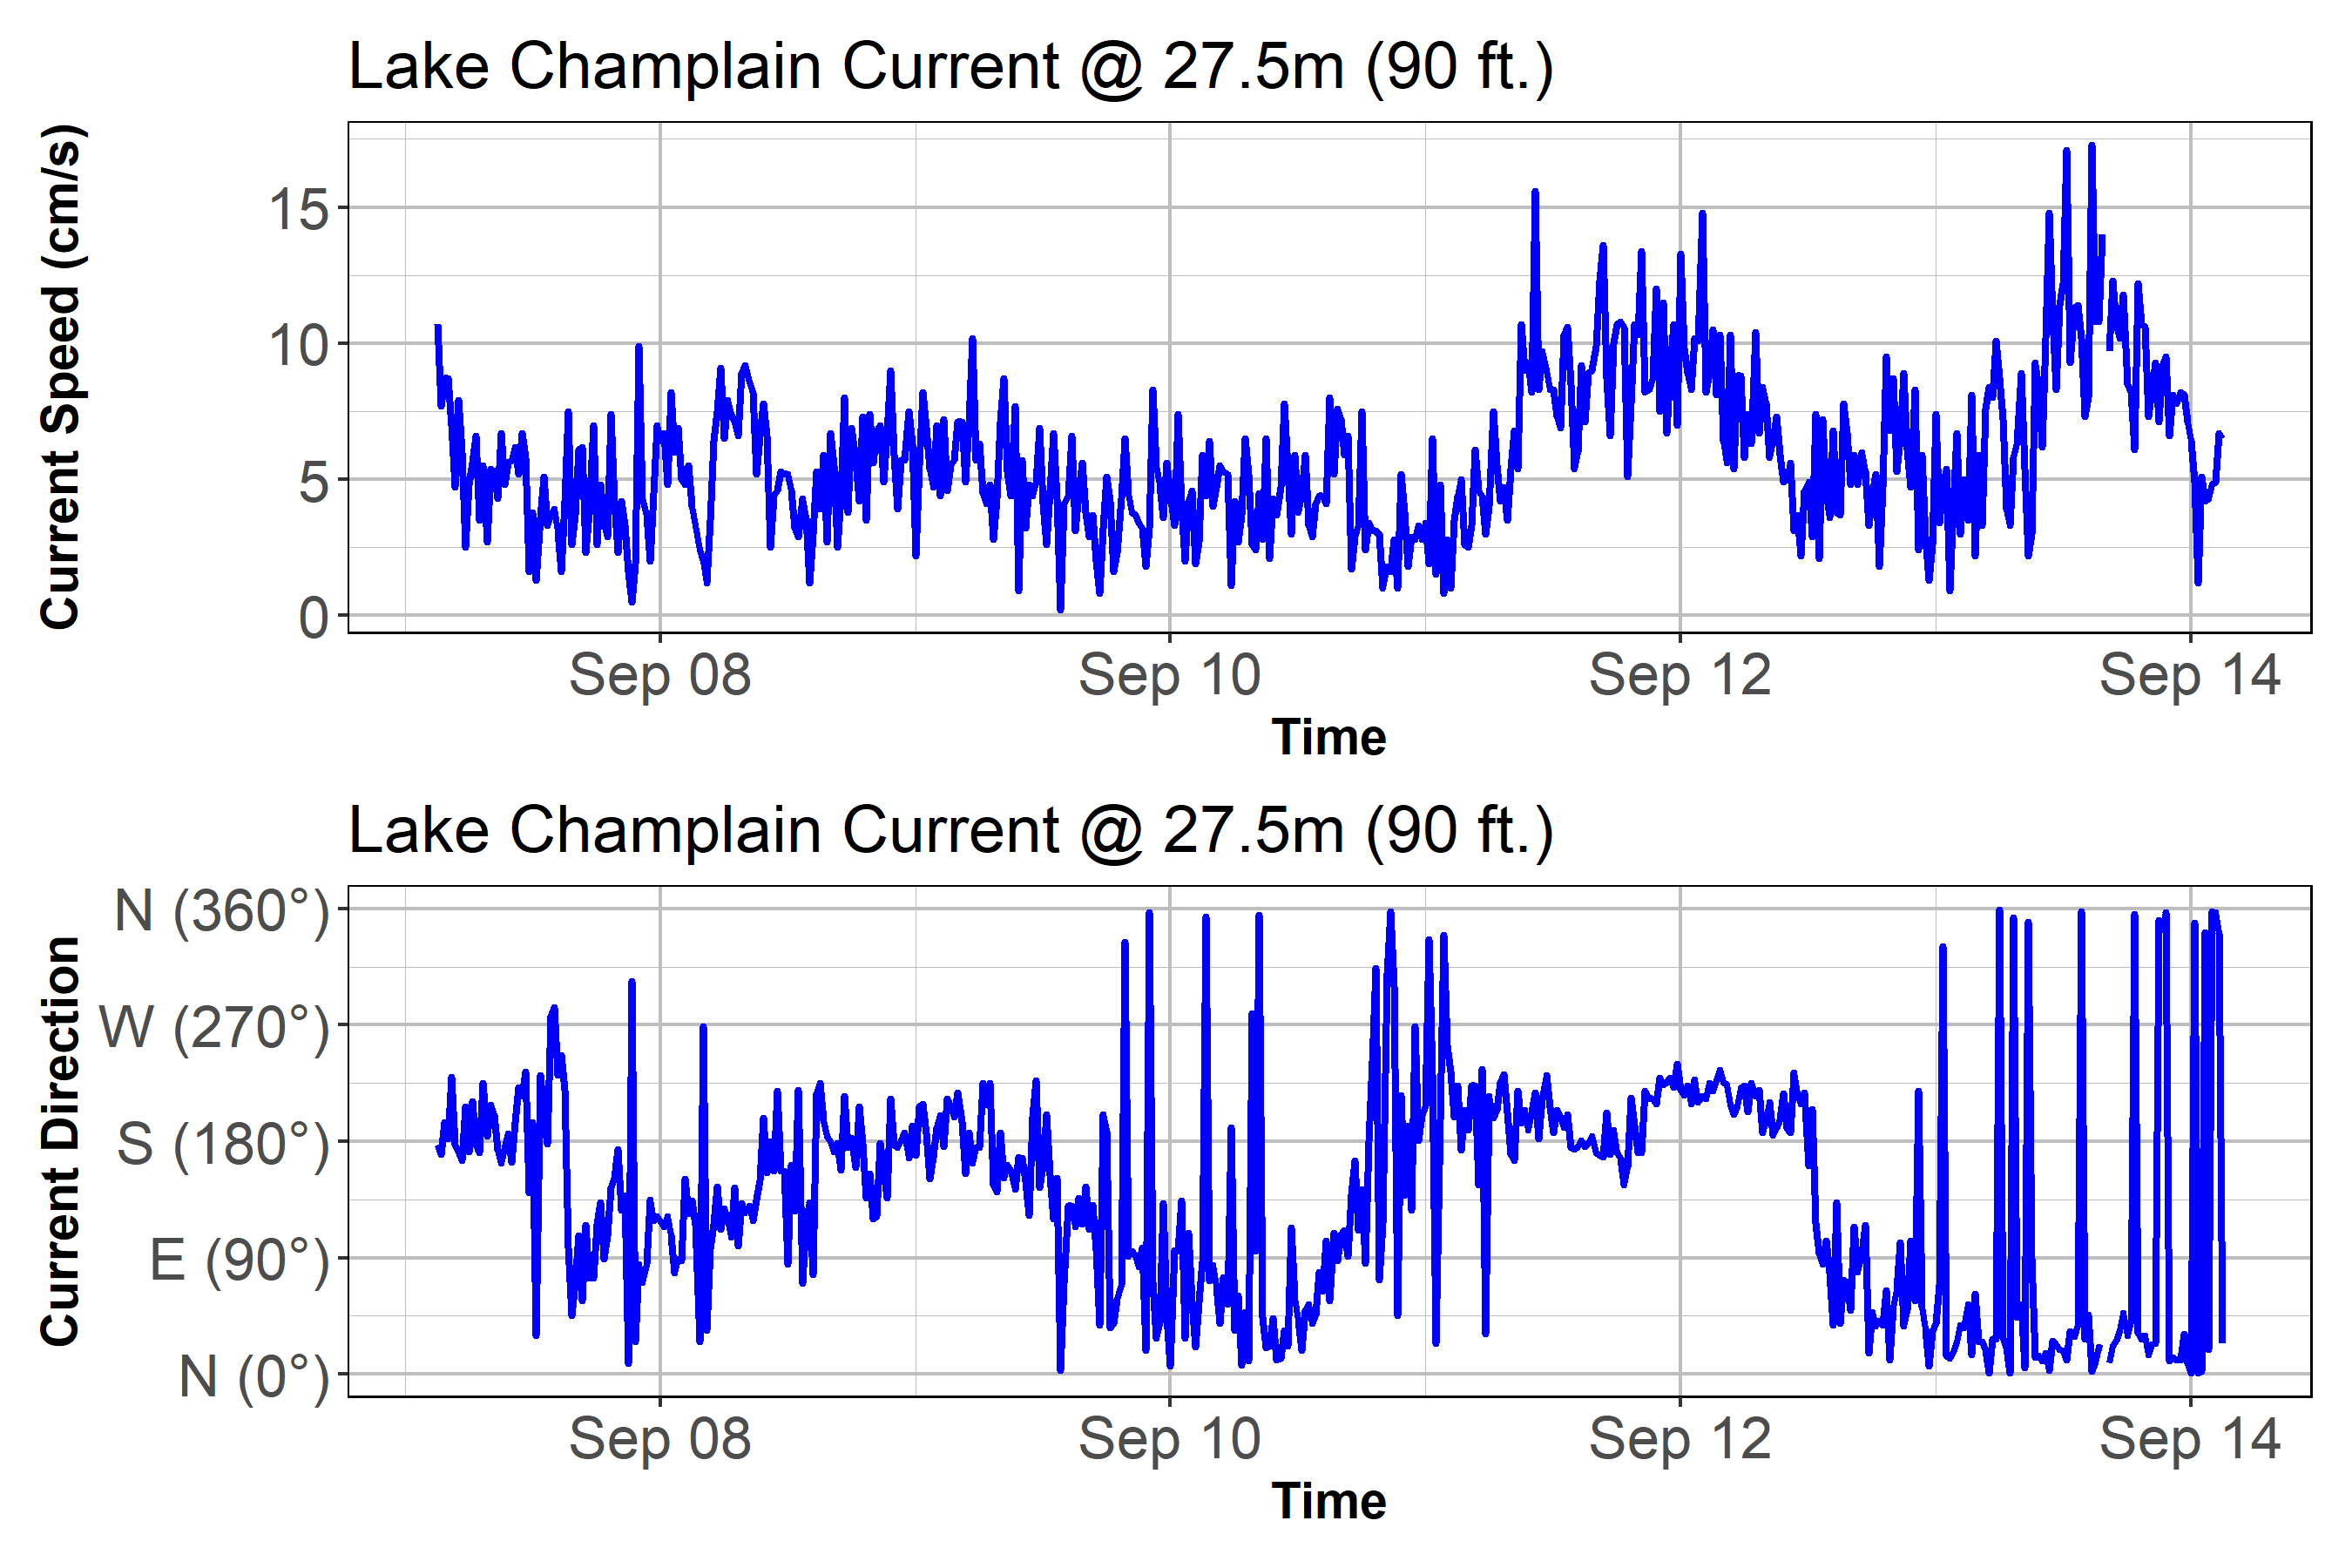 Lake Champlain Current @ 27.5m (90 ft.)
Current Speed (cm/s)
15
10
5
0
Sep 08 Sep 10 Sep 12 Sep 14
Time
Lake Champlain Current @ 27.5m (90 ft.)
Current Direction
N (360°)
W (270°)
S (180°)
E (90°)
N (0°)
Sep 08 Sep 10 Sep 12 Sep 14
Time